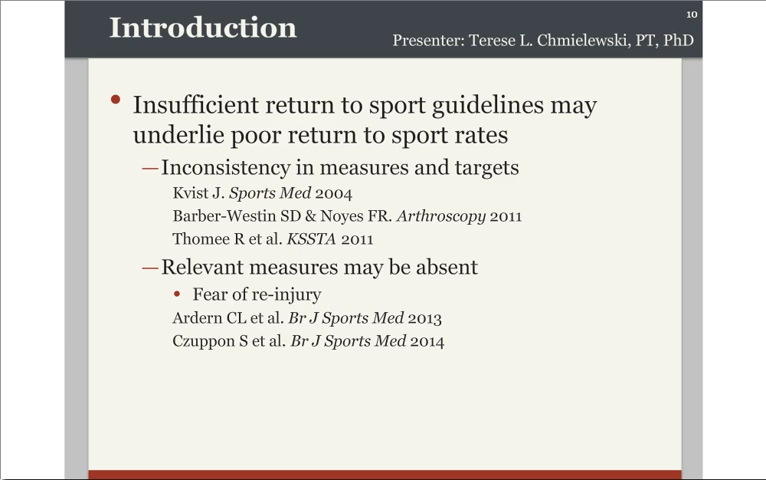 10
Introduction
Presenter: Terese L. Chmielewski, PT, PhD
• Insufficient return to sport guidelines may
underlie poor return to sport rates
—Inconsistency in measures and targets
Kvist J. Sports Med 2004
Barber-Westin SD & Noyes FR. Arthroscopy 2011
Thomee R et al. KSSTA 2011
—Relevant measures may be absent
• Fear of re-injury
Ardern CL et al. Br J Sports Med 2013
Czuppon S et al. Br J Sports Med 2014